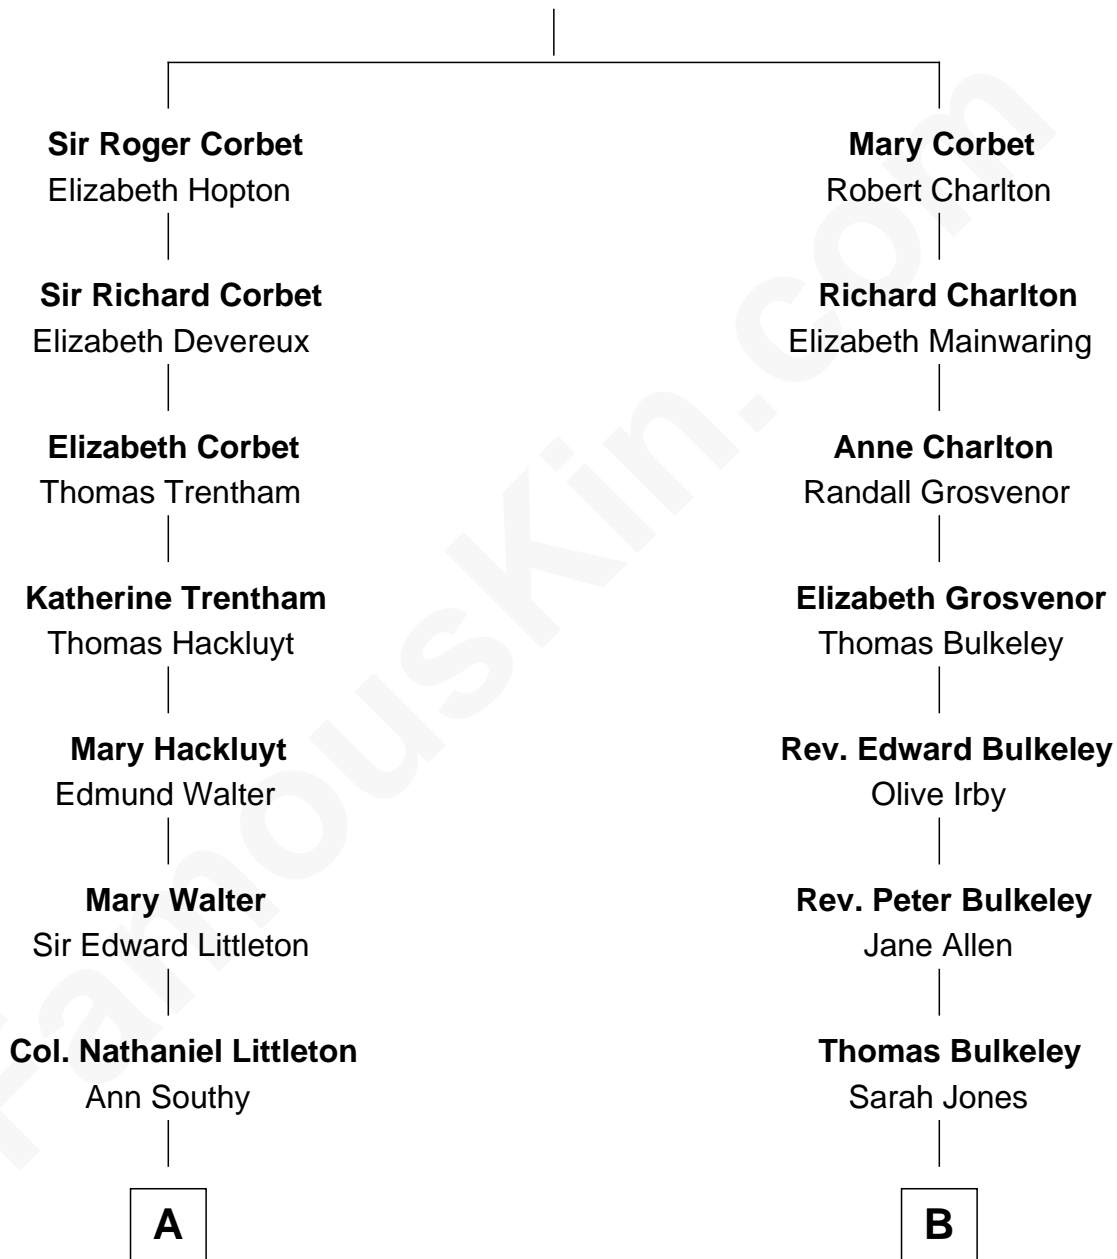 Sir Roger Corbet
Elizabeth Hopton
Sir Richard Corbet
Elizabeth Devereux
Elizabeth Corbet
Thomas Trentham
Katherine Trentham
Thomas Hackluyt
Mary Hackluyt
Edmund Walter
Mary Walter
Sir Edward Littleton
Col. Nathaniel Littleton
Ann Southy
A
Mary Corbet
Robert Charlton
Richard Charlton
Elizabeth Mainwaring
Anne Charlton
Randall Grosvenor
Elizabeth Grosvenor
Thomas Bulkeley
Rev. Edward Bulkeley
Olive Irby
Rev. Peter Bulkeley
Jane Allen
Thomas Bulkeley
Sarah Jones
B
FamousKin.com